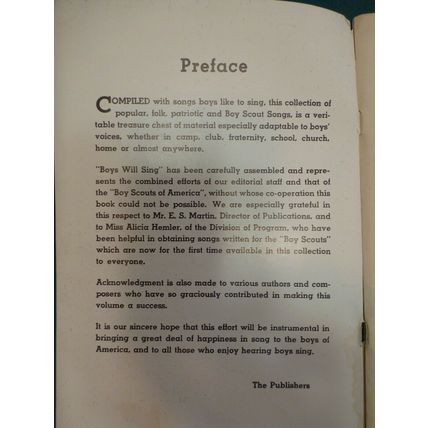 Preface
COMPILED with songs boys like to sing, this collection of
popular, folk, patriotic and Boy Scout Songs, is a veri-
table treasure chest of material especially adaptable to boys'
voices, whether in camp, club, fraternity, school, church,
home or almost anywhere.
"Boys Will Sing" has been carefully assembled and repre-
sents the combined efforts of our editorial staff and that of
the "Boy Scouts of America", without whose co-operation this
book could not be possible. We are especially grateful in
this respect to Mr. E. S. Martin, Director of Publications, and
to Miss Alicia Hemler, of the Division of Program, who have
been helpful in obtaining songs written for the "Boy Scouts"
which are now for the first time available in this collection
to everyone.
Acknowledgment is also made to various authors and com-
posers who have so graciously contributed in making this
volume a success.
It is our sincere hope that this effort will be instrumental in
bringing a great deal of happiness in song to the boys of
America, and to all those who enjoy hearing boys sing.
The Publishers